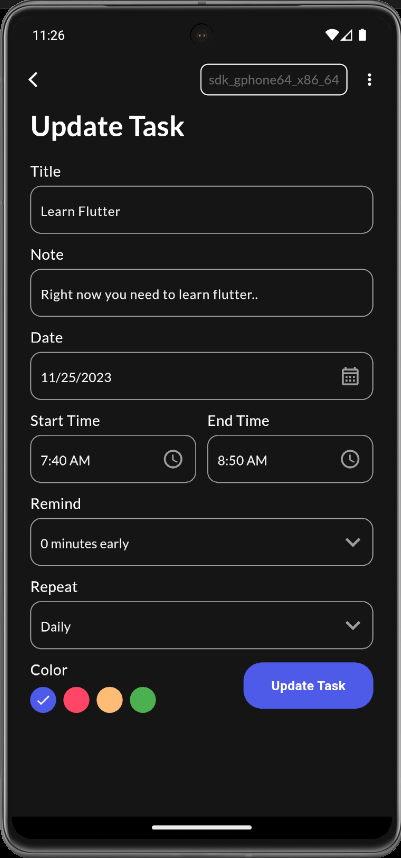 11:26
sdk_gphone64_x86_64
Update Task
Title
Learn Flutter
Note
Right now you need to learn flutter..
Date
11/25/2023
Start Time End Time
7:40 AM 8:50 AM
Remind
0 minutes early
Repeat
Daily
Color
Update Task